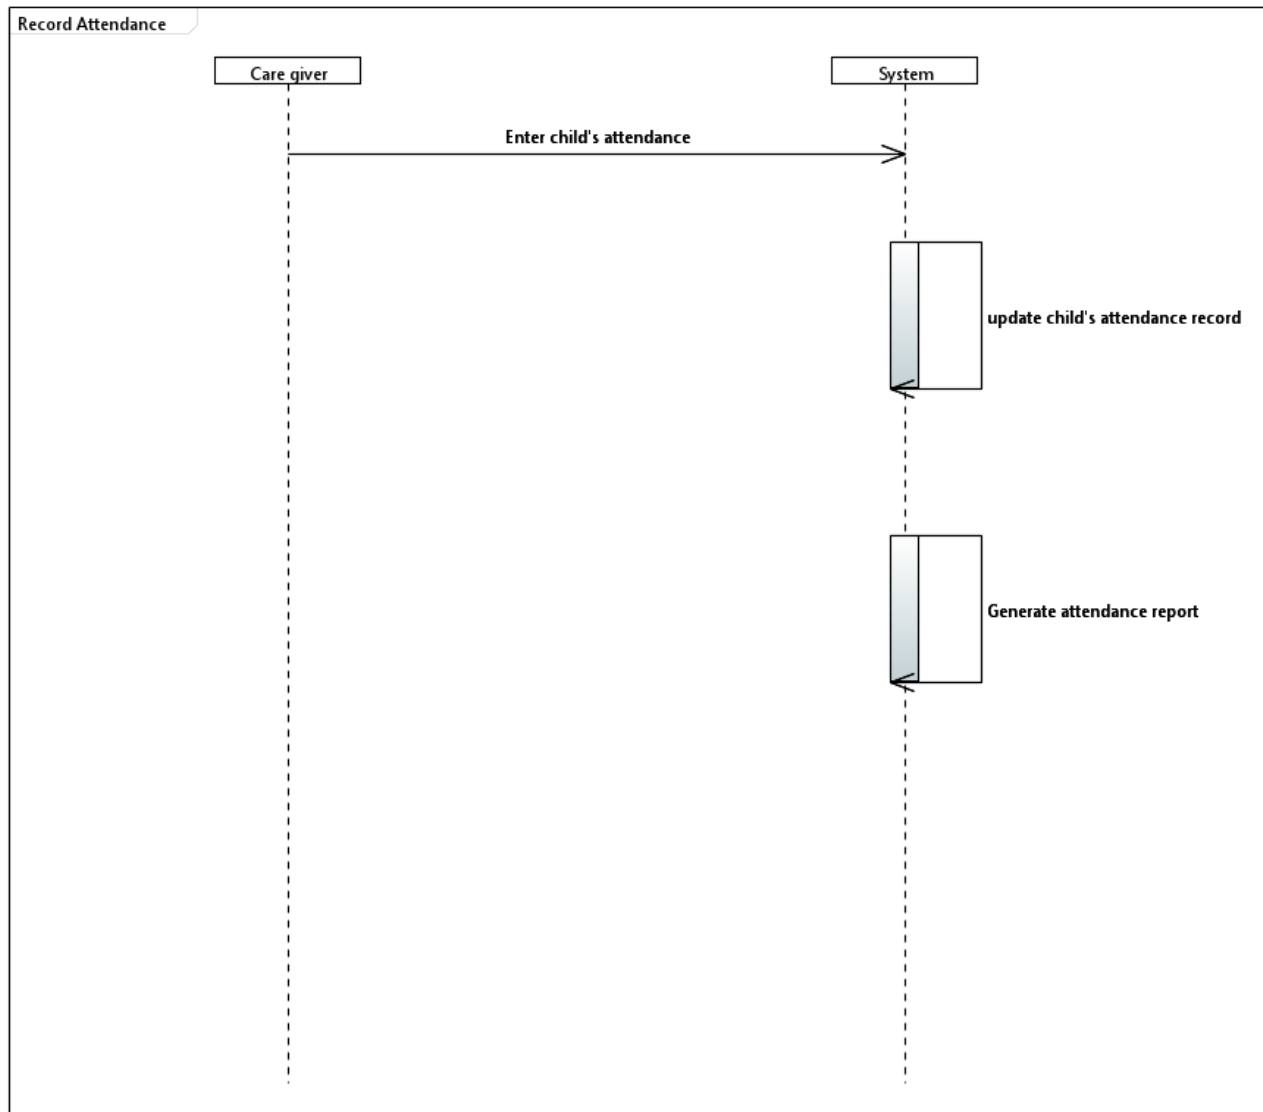 Record Attendance
Care giver
System
Enter child's attendance
update child's attendance record
Generate attendance report